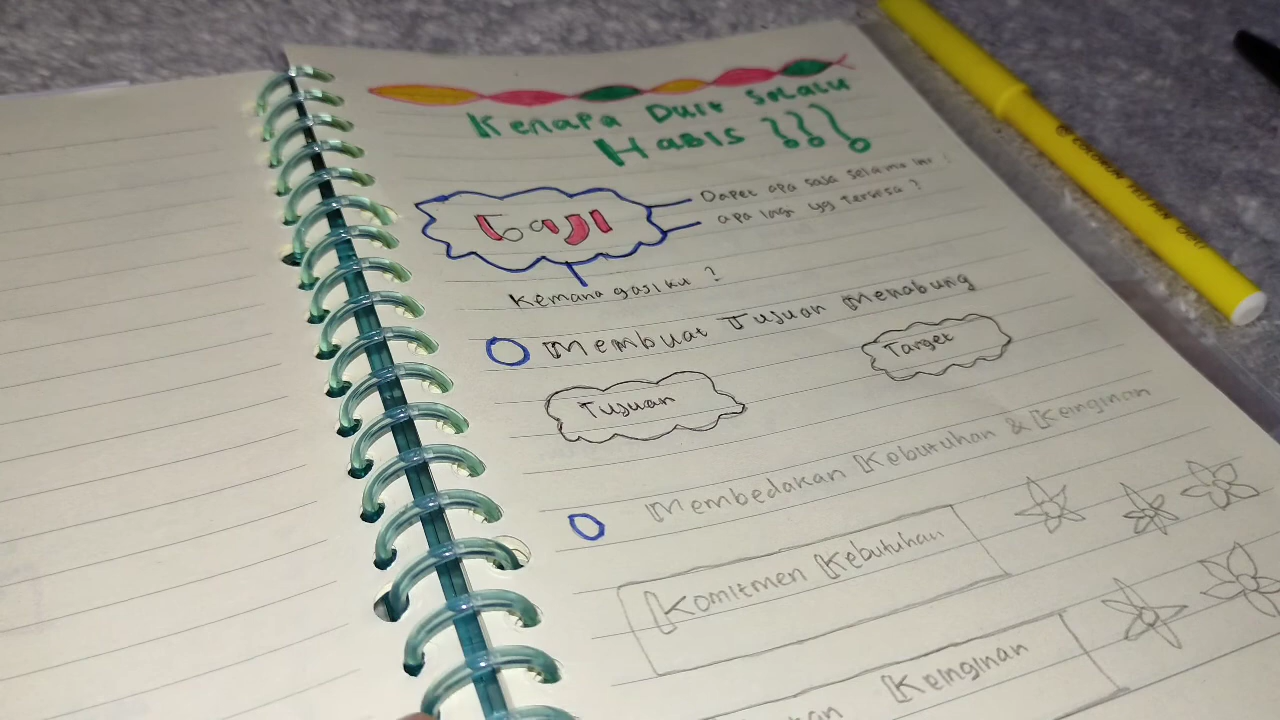 Kenapa Duit Selalu
Habis ???
Gaji
Dapet apa saja selama ini ?
apa lagi yg Tersisa ?
Kemana gajiku ?
Membuat Tujuan Menabung
Target
Tujuan
Membedakan Kebutuhan & Keinginan
Komitmen Kebutuhan
Keinginan